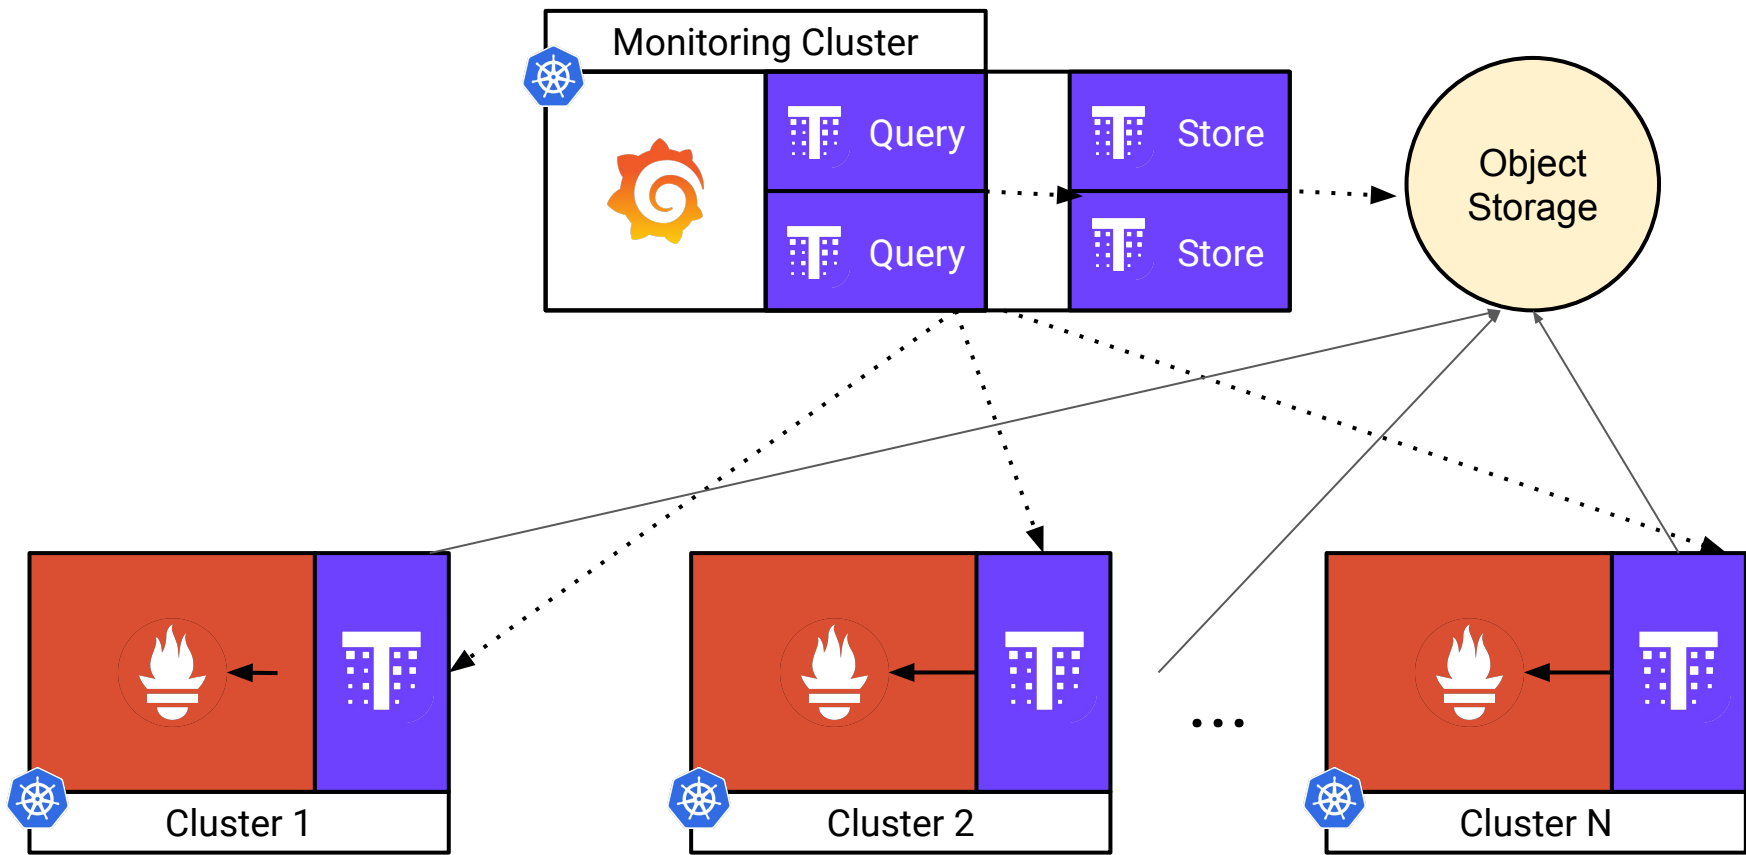 Monitoring Cluster
Query
Store
Query
Store
Object
Storage
...
Cluster 1
Cluster 2
Cluster N